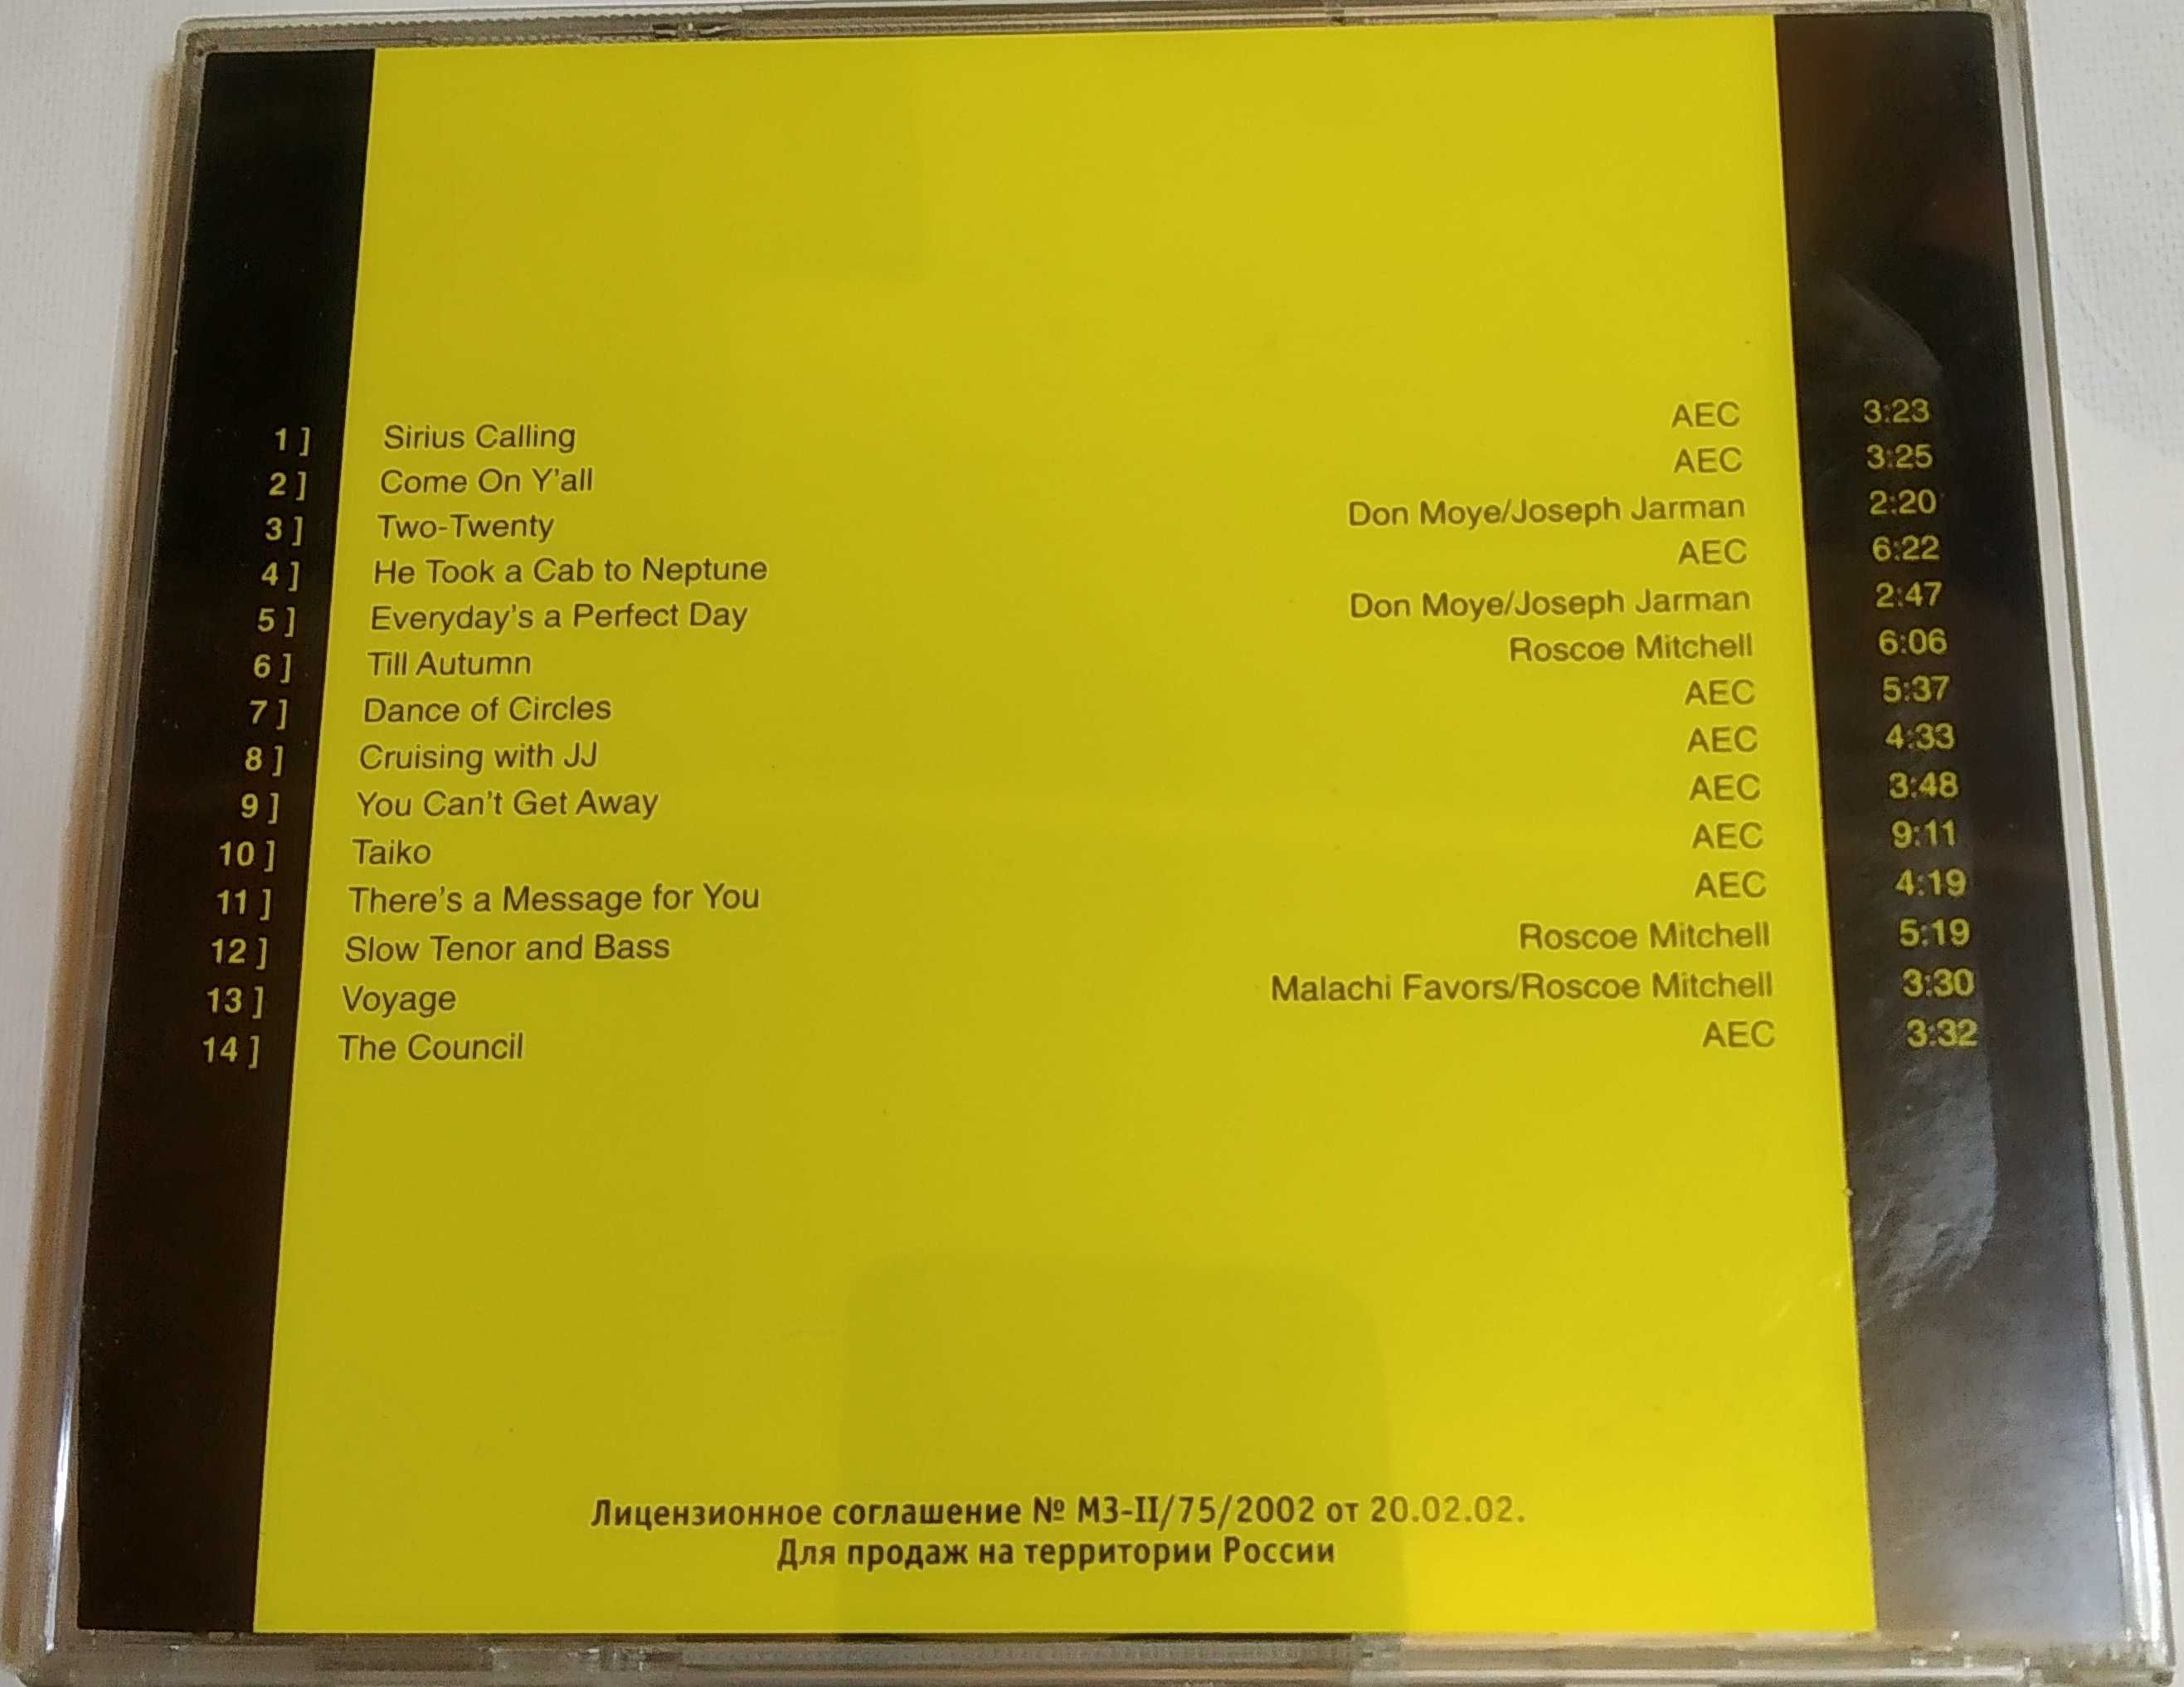 1 ] Sirius Calling AEC 3:23
2 ] Come On Y'all AEC 3:25
3 ] Two-Twenty Don Moye/Joseph Jarman 2:20
4 ] He Took a Cab to Neptune AEC 6:22
5 ] Everyday's a Perfect Day Don Moye/Joseph Jarman 2:47
6 ] Till Autumn Roscoe Mitchell 6:06
7 ] Dance of Circles AEC 5:37
8 ] Cruising with JJ AEC 4:33
9 ] You Can't Get Away AEC 3:48
10 ] Taiko AEC 9:11
11 ] There's a Message for You AEC 4:19
12 ] Slow Tenor and Bass Roscoe Mitchell 5:19
13 ] Voyage Malachi Favors/Roscoe Mitchell 3:30
14 ] The Council AEC 3:32
Лицензионное соглашение № МЗ-II/75/2002 от 20.02.02.
Для продаж на территории России